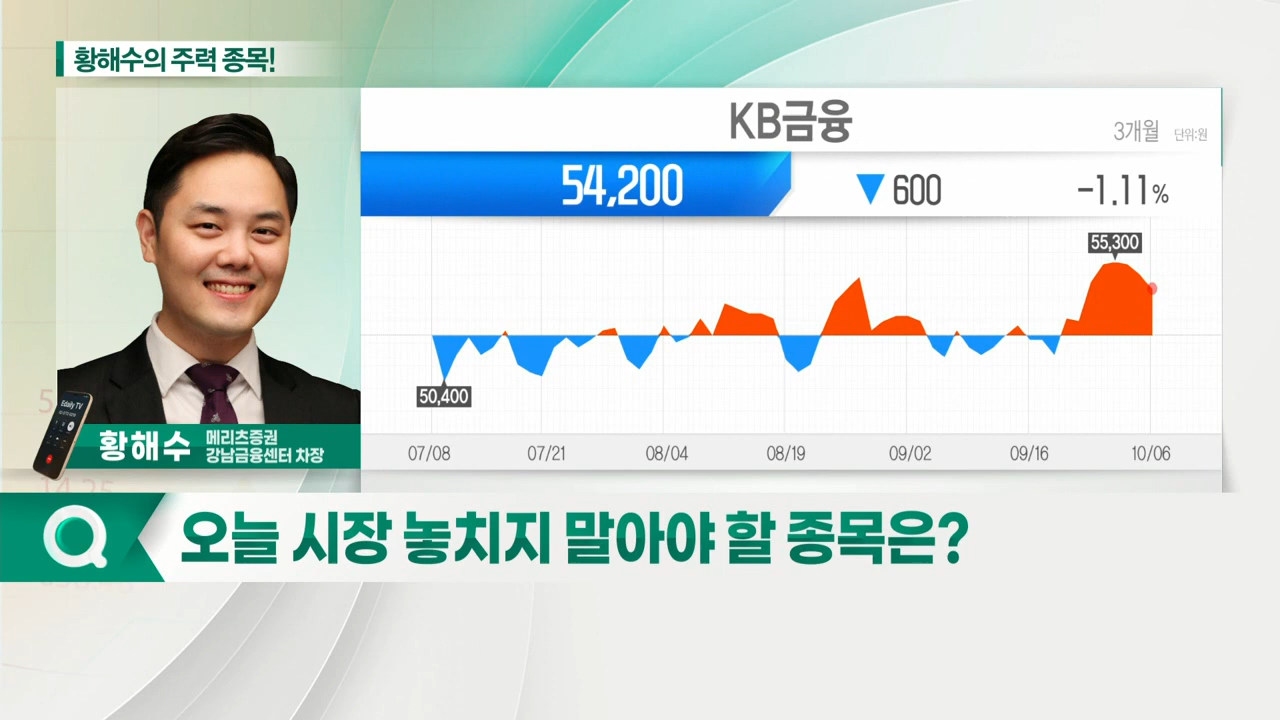 황해수의 주력 종목!
KB금융
3개월 단위:원
54,200 ▼ 600 -1.11%
55,300
50,400
07/08 07/21 08/04 08/19 09/02 09/16 10/06
Edaily TV
황해수
메리츠증권
강남금융센터 차장
오늘 시장 놓치지 말아야 할 종목은?